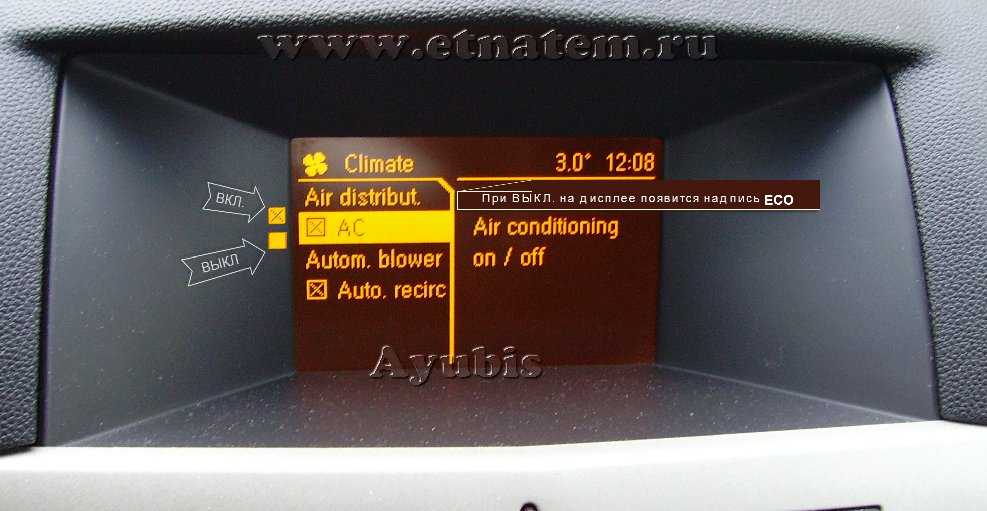 www.etnatem.ru
Climate 3.0° 12:08
Air distribut.
При ВЫКЛ. на дисплее появится надпись ECO
ВКЛ.
AC
Air conditioning
ВЫКЛ
Autom. blower
on / off
Auto. recirc
Ayubis